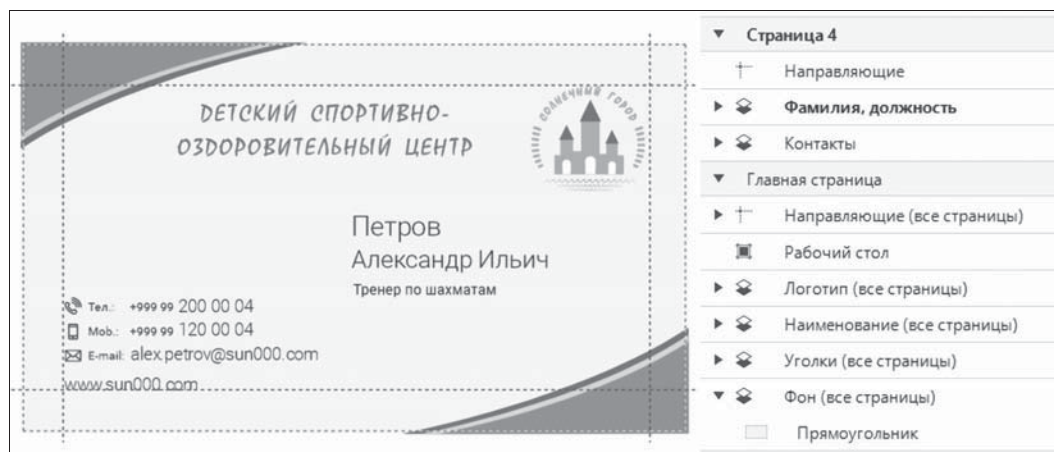 ДЕТСКИЙ СПОРТИВНО-
ОЗДОРОВИТЕЛЬНЫЙ ЦЕНТР
СОЛНЕЧНЫЙ ГОРОД
Петров
Александр Ильич
Тренер по шахматам
Тел.: +999 99 200 00 04
Mob.: +999 99 120 00 04
E-mail: alex.petrov@sun000.com
www.sun000.com
Страница 4
Направляющие
Фамилия, должность
Контакты
Главная страница
Направляющие (все страницы)
Рабочий стол
Логотип (все страницы)
Наименование (все страницы)
Уголки (все страницы)
Фон (все страницы)
Прямоугольник